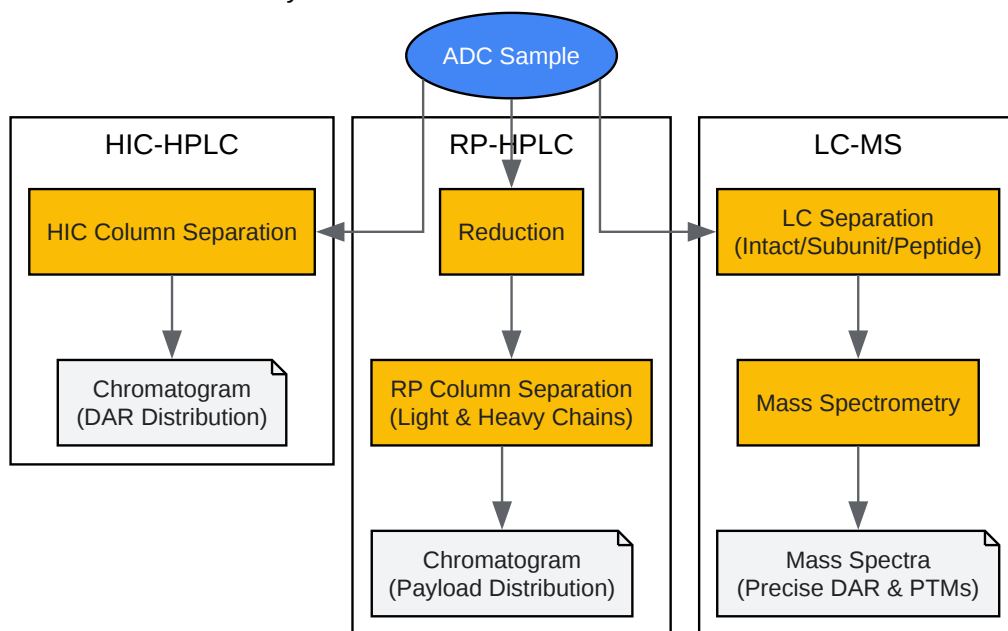 ADC Sample
HIC-HPLC
HIC Column Separation
Chromatogram
(DAR Distribution)
RP-HPLC
Reduction
RP Column Separation
(Light & Heavy Chains)
Chromatogram
(Payload Distribution)
LC-MS
LC Separation
(Intact/Subunit/Peptide)
Mass Spectrometry
Mass Spectra
(Precise DAR & PTMs)